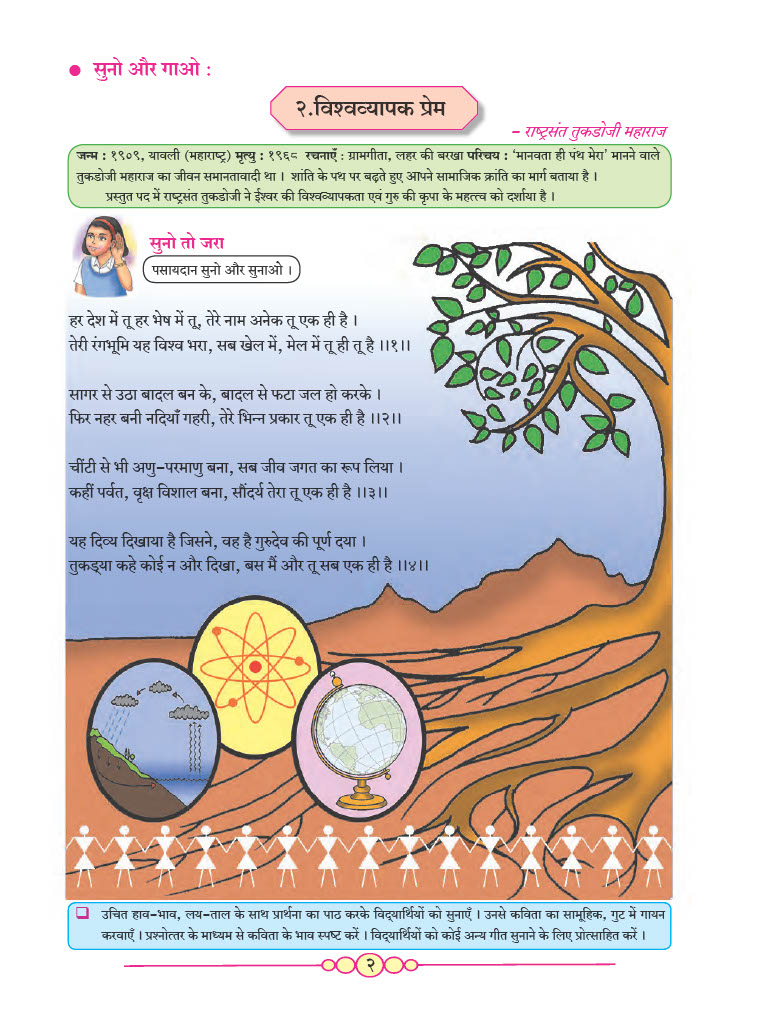 ● सुनो और गाओ :
२.विश्वव्यापक प्रेम
– राष्ट्रसंत तुकडोजी महाराज
जन्म : १९०९, यावली (महाराष्ट्र) मृत्यु : १९६८ रचनाएँ : ग्रामगीता, लहर की बरखा परिचय : ‘मानवता ही पंथ मेरा’ मानने वाले
तुकडोजी महाराज का जीवन समानतावादी था । शांति के पथ पर बढ़ते हुए आपने सामाजिक क्रांति का मार्ग बताया है ।
प्रस्तुत पद में राष्ट्रसंत तुकडोजी ने ईश्वर की विश्वव्यापकता एवं गुरु की कृपा के महत्त्व को दर्शाया है ।
सुनो तो जरा
पसायदान सुनो और सुनाओ ।
हर देश में तू हर भेष में तू, तेरे नाम अनेक तू एक ही है ।
तेरी रंगभूमि यह विश्व भरा, सब खेल में, मेल में तू ही तू है ।।१।।
सागर से उठा बादल बन के, बादल से फटा जल हो करके ।
फिर नहर बनी नदियाँ गहरी, तेरे भिन्न प्रकार तू एक ही है ।।२।।
चींटी से भी अणु-परमाणु बना, सब जीव जगत का रूप लिया ।
कहीं पर्वत, वृक्ष विशाल बना, सौंदर्य तेरा तू एक ही है ।।३।।
यह दिव्य दिखाया है जिसने, वह है गुरुदेव की पूर्ण दया ।
तुकड्या कहे कोई न और दिखा, बस मैं और तू सब एक ही है ।।४।।
❑ उचित हाव-भाव, लय-ताल के साथ प्रार्थना का पाठ करके विद्यार्थियों को सुनाएँ । उनसे कविता का सामूहिक, गुट में गायन
करवाएँ । प्रश्नोत्तर के माध्यम से कविता के भाव स्पष्ट करें । विद्यार्थियों को कोई अन्य गीत सुनाने के लिए प्रोत्साहित करें ।
२